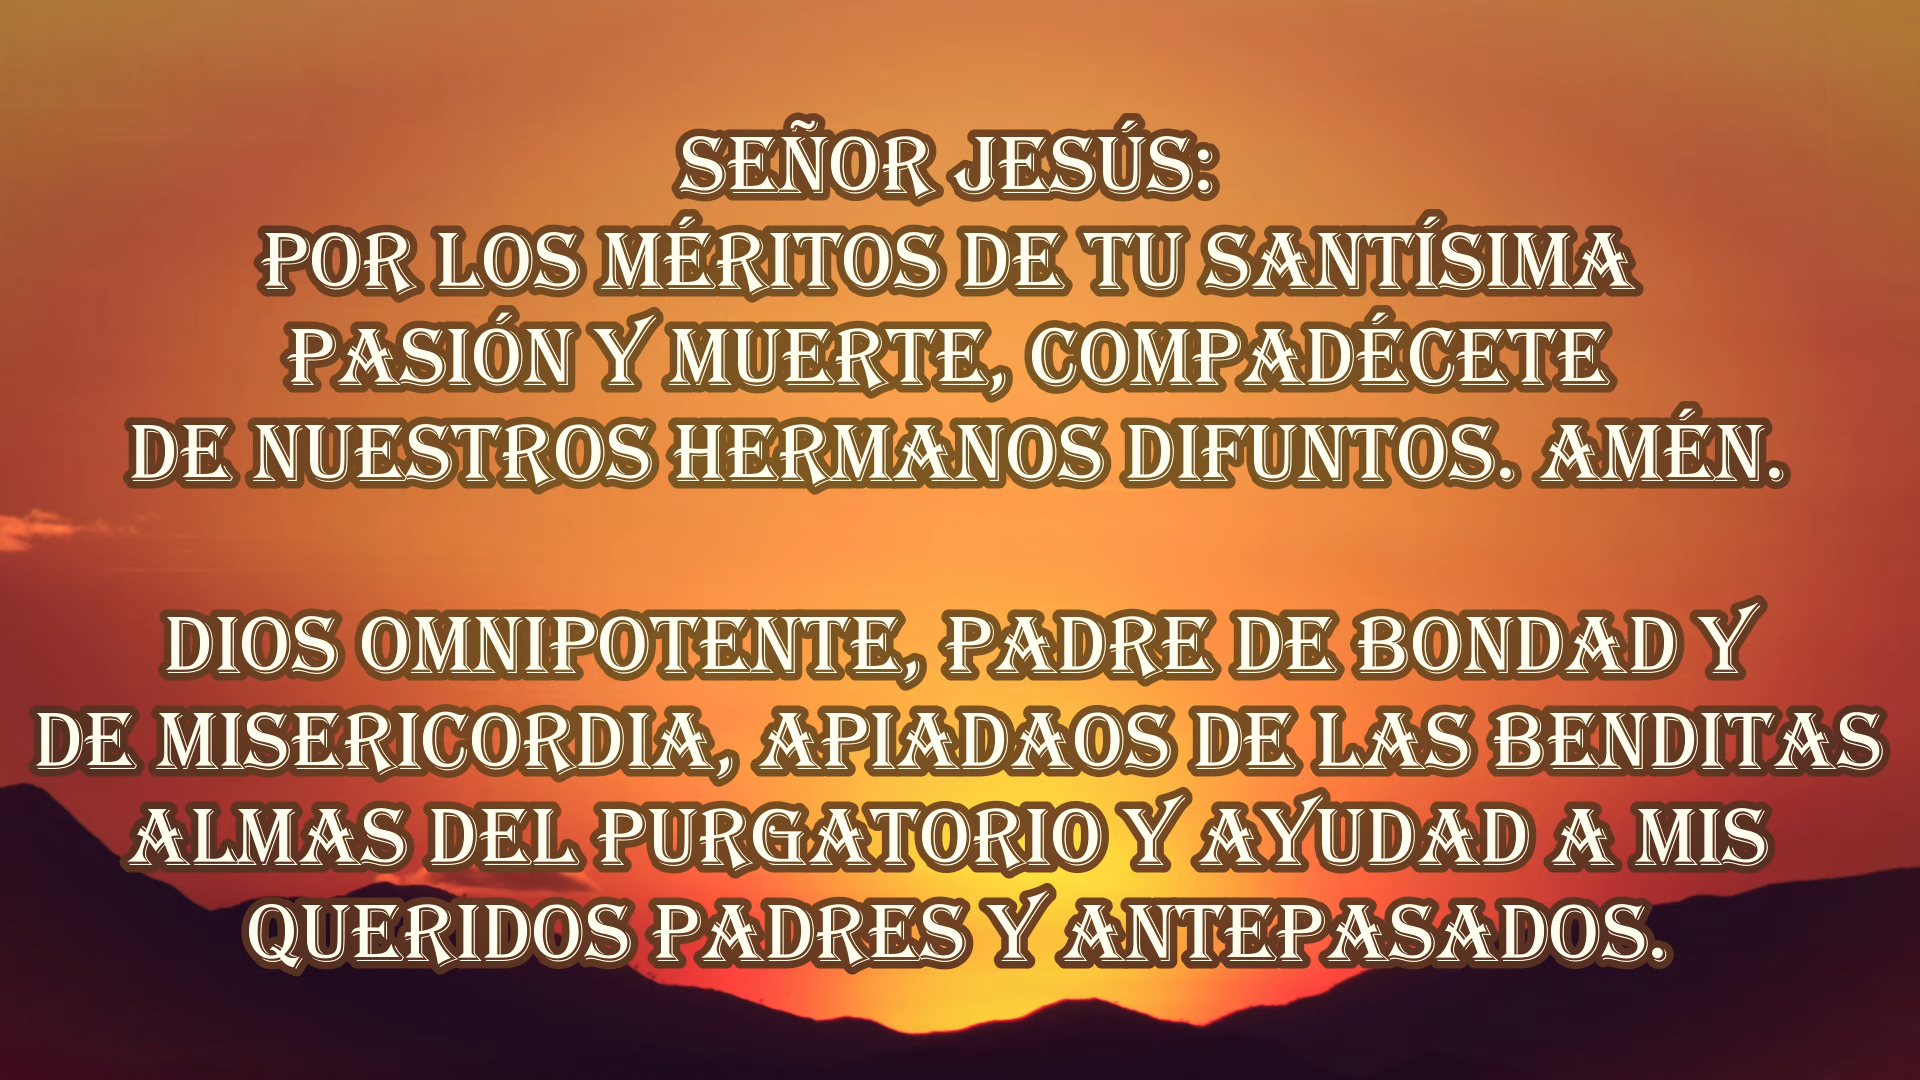 SEÑOR JESÚS:
POR LOS MÉRITOS DE TU SANTÍSIMA
PASIÓN Y MUERTE, COMPADÉCETE
DE NUESTROS HERMANOS DIFUNTOS. AMÉN.
DIOS OMNIPOTENTE, PADRE DE BONDAD Y
DE MISERICORDIA, APIADAOS DE LAS BENDITAS
ALMAS DEL PURGATORIO Y AYUDAD A MIS
QUERIDOS PADRES Y ANTEPASADOS.